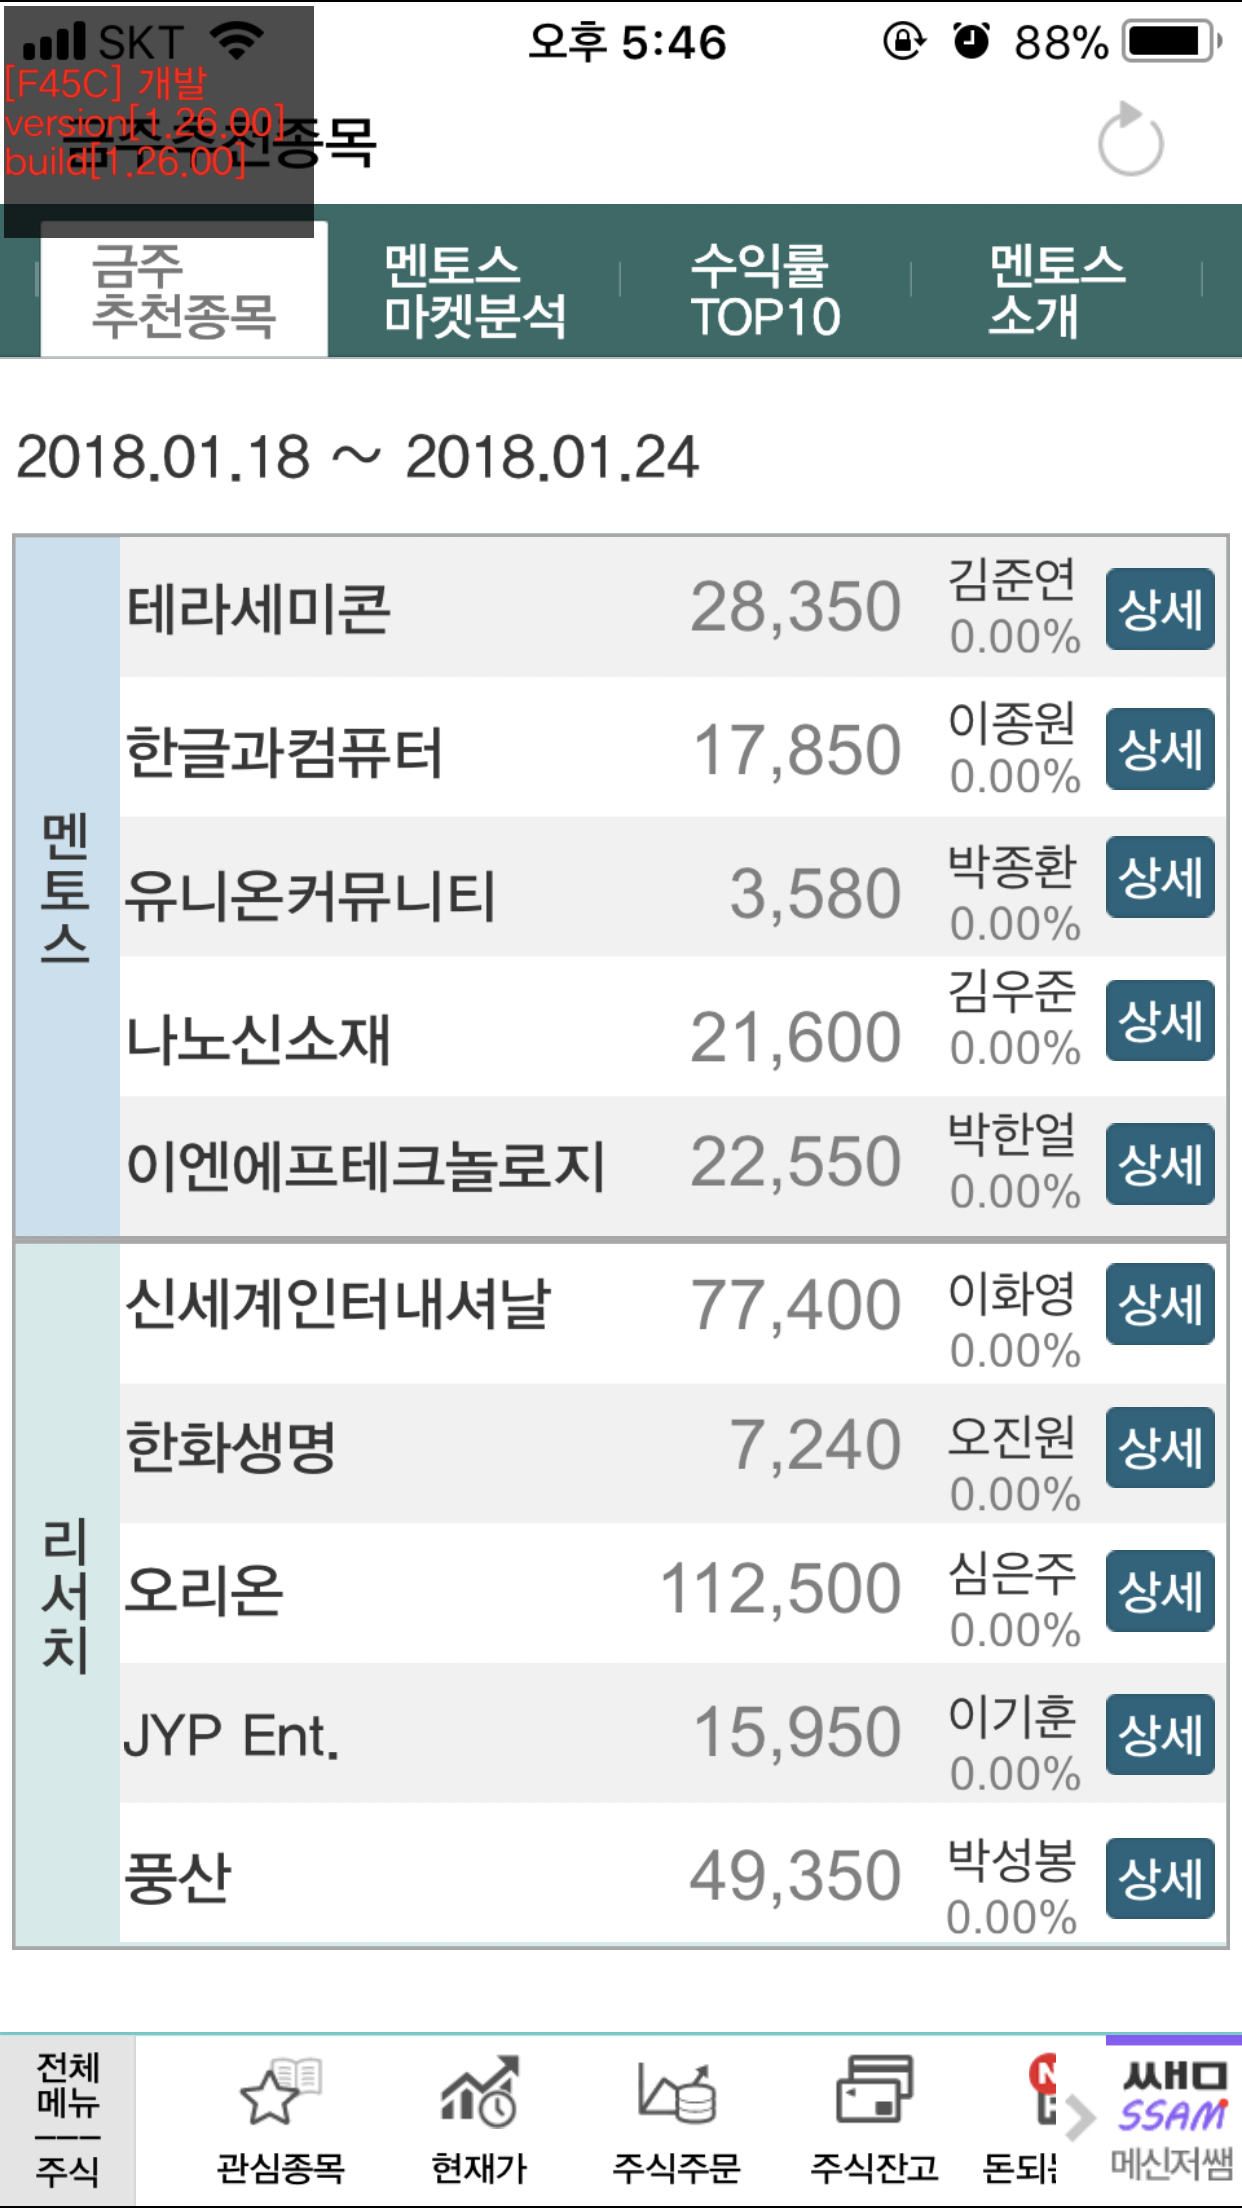 SKT 오후 5:46 88%
[F45C] 개발
version[1.26.00]
build[1.26.00]
금주추천종목
금주
추천종목
멘토스
마켓분석
수익률
TOP10
멘토스
소개
2018.01.18 ~ 2018.01.24
멘토스
테라세미콘 28,350 김준연 0.00% 상세
한글과컴퓨터 17,850 이종원 0.00% 상세
유니온커뮤니티 3,580 박종환 0.00% 상세
나노신소재 21,600 김우준 0.00% 상세
이엔에프테크놀로지 22,550 박한얼 0.00% 상세
리서치
신세계인터내셔날 77,400 이화영 0.00% 상세
한화생명 7,240 오진원 0.00% 상세
오리온 112,500 심은주 0.00% 상세
JYP Ent. 15,950 이기훈 0.00% 상세
풍산 49,350 박성봉 0.00% 상세
전체
메뉴
주식
관심종목
현재가
주식주문
주식잔고
N
돈되
쌤
SSAM
메신저쌤